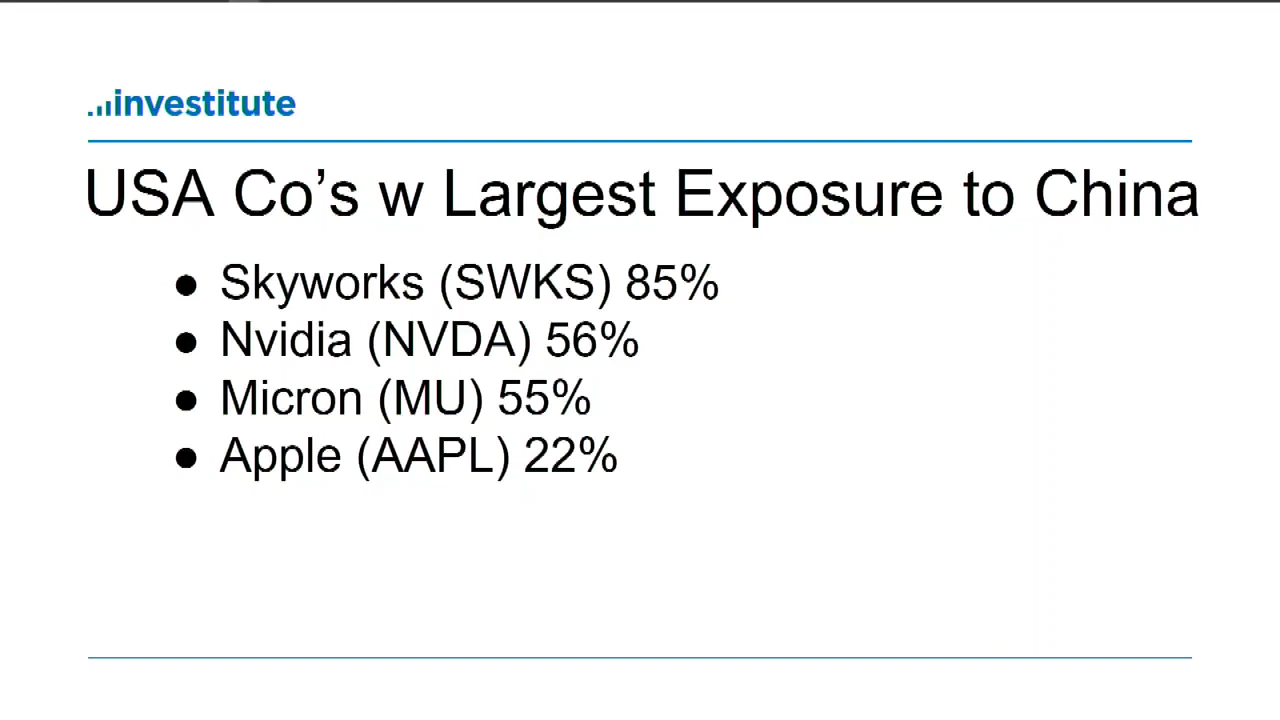 investitute
USA Co’s w Largest Exposure to China
● Skyworks (SWKS) 85%
● Nvidia (NVDA) 56%
● Micron (MU) 55%
● Apple (AAPL) 22%